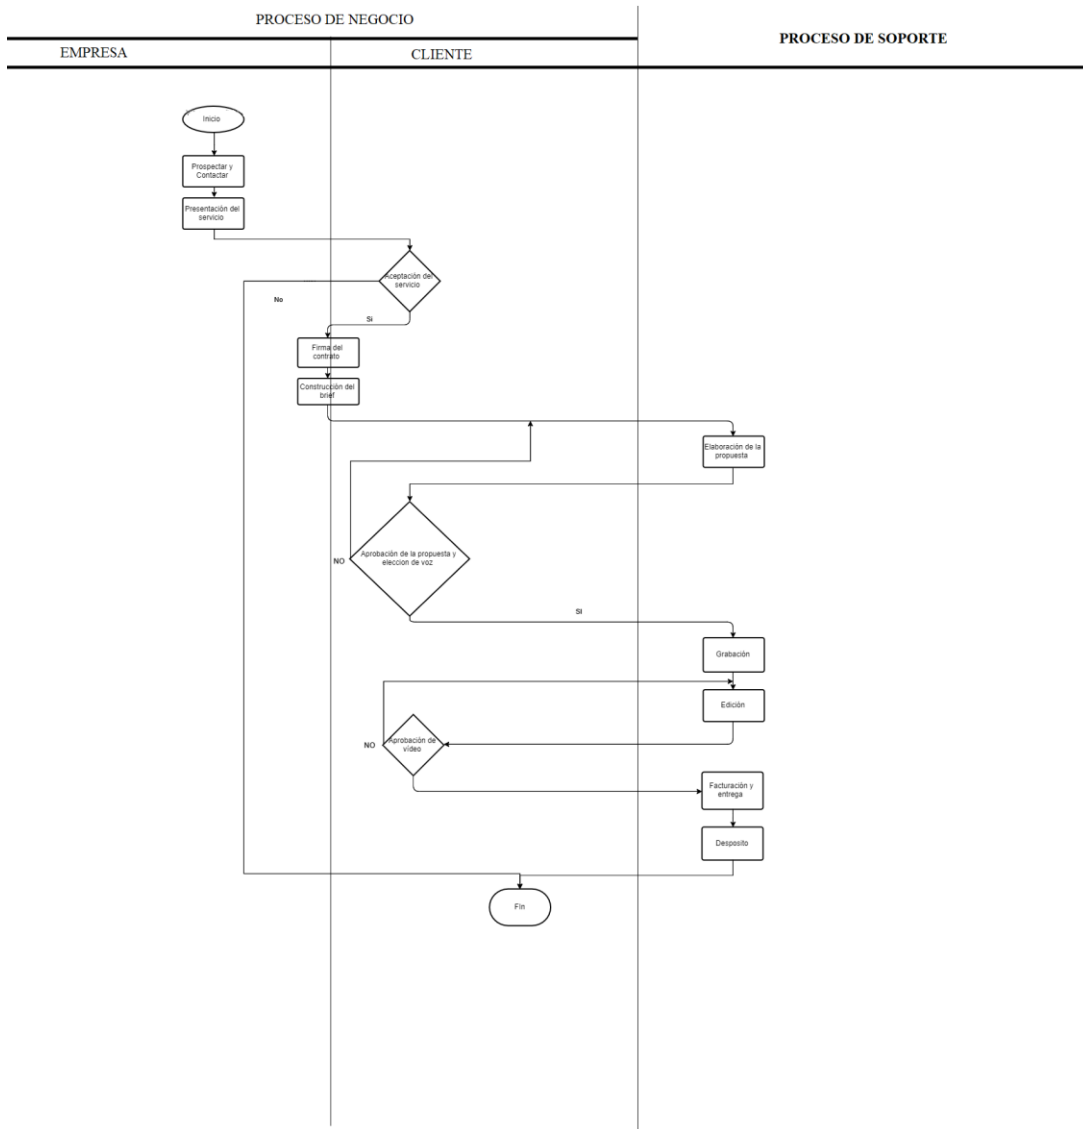 PROCESO DE NEGOCIO
PROCESO DE SOPORTE
EMPRESA
CLIENTE
Inicio
Prospectar y
Contactar
Presentación del
servicio
Aceptación del
servicio
No
Si
Firma del
contrato
Construcción del
brief
Elaboración de la
propuesta
Aprobación de la propuesta y
eleccion de voz
NO
SI
Grabación
Edición
Aprobación de
vídeo
NO
Facturación y
entrega
Desposito
Fin